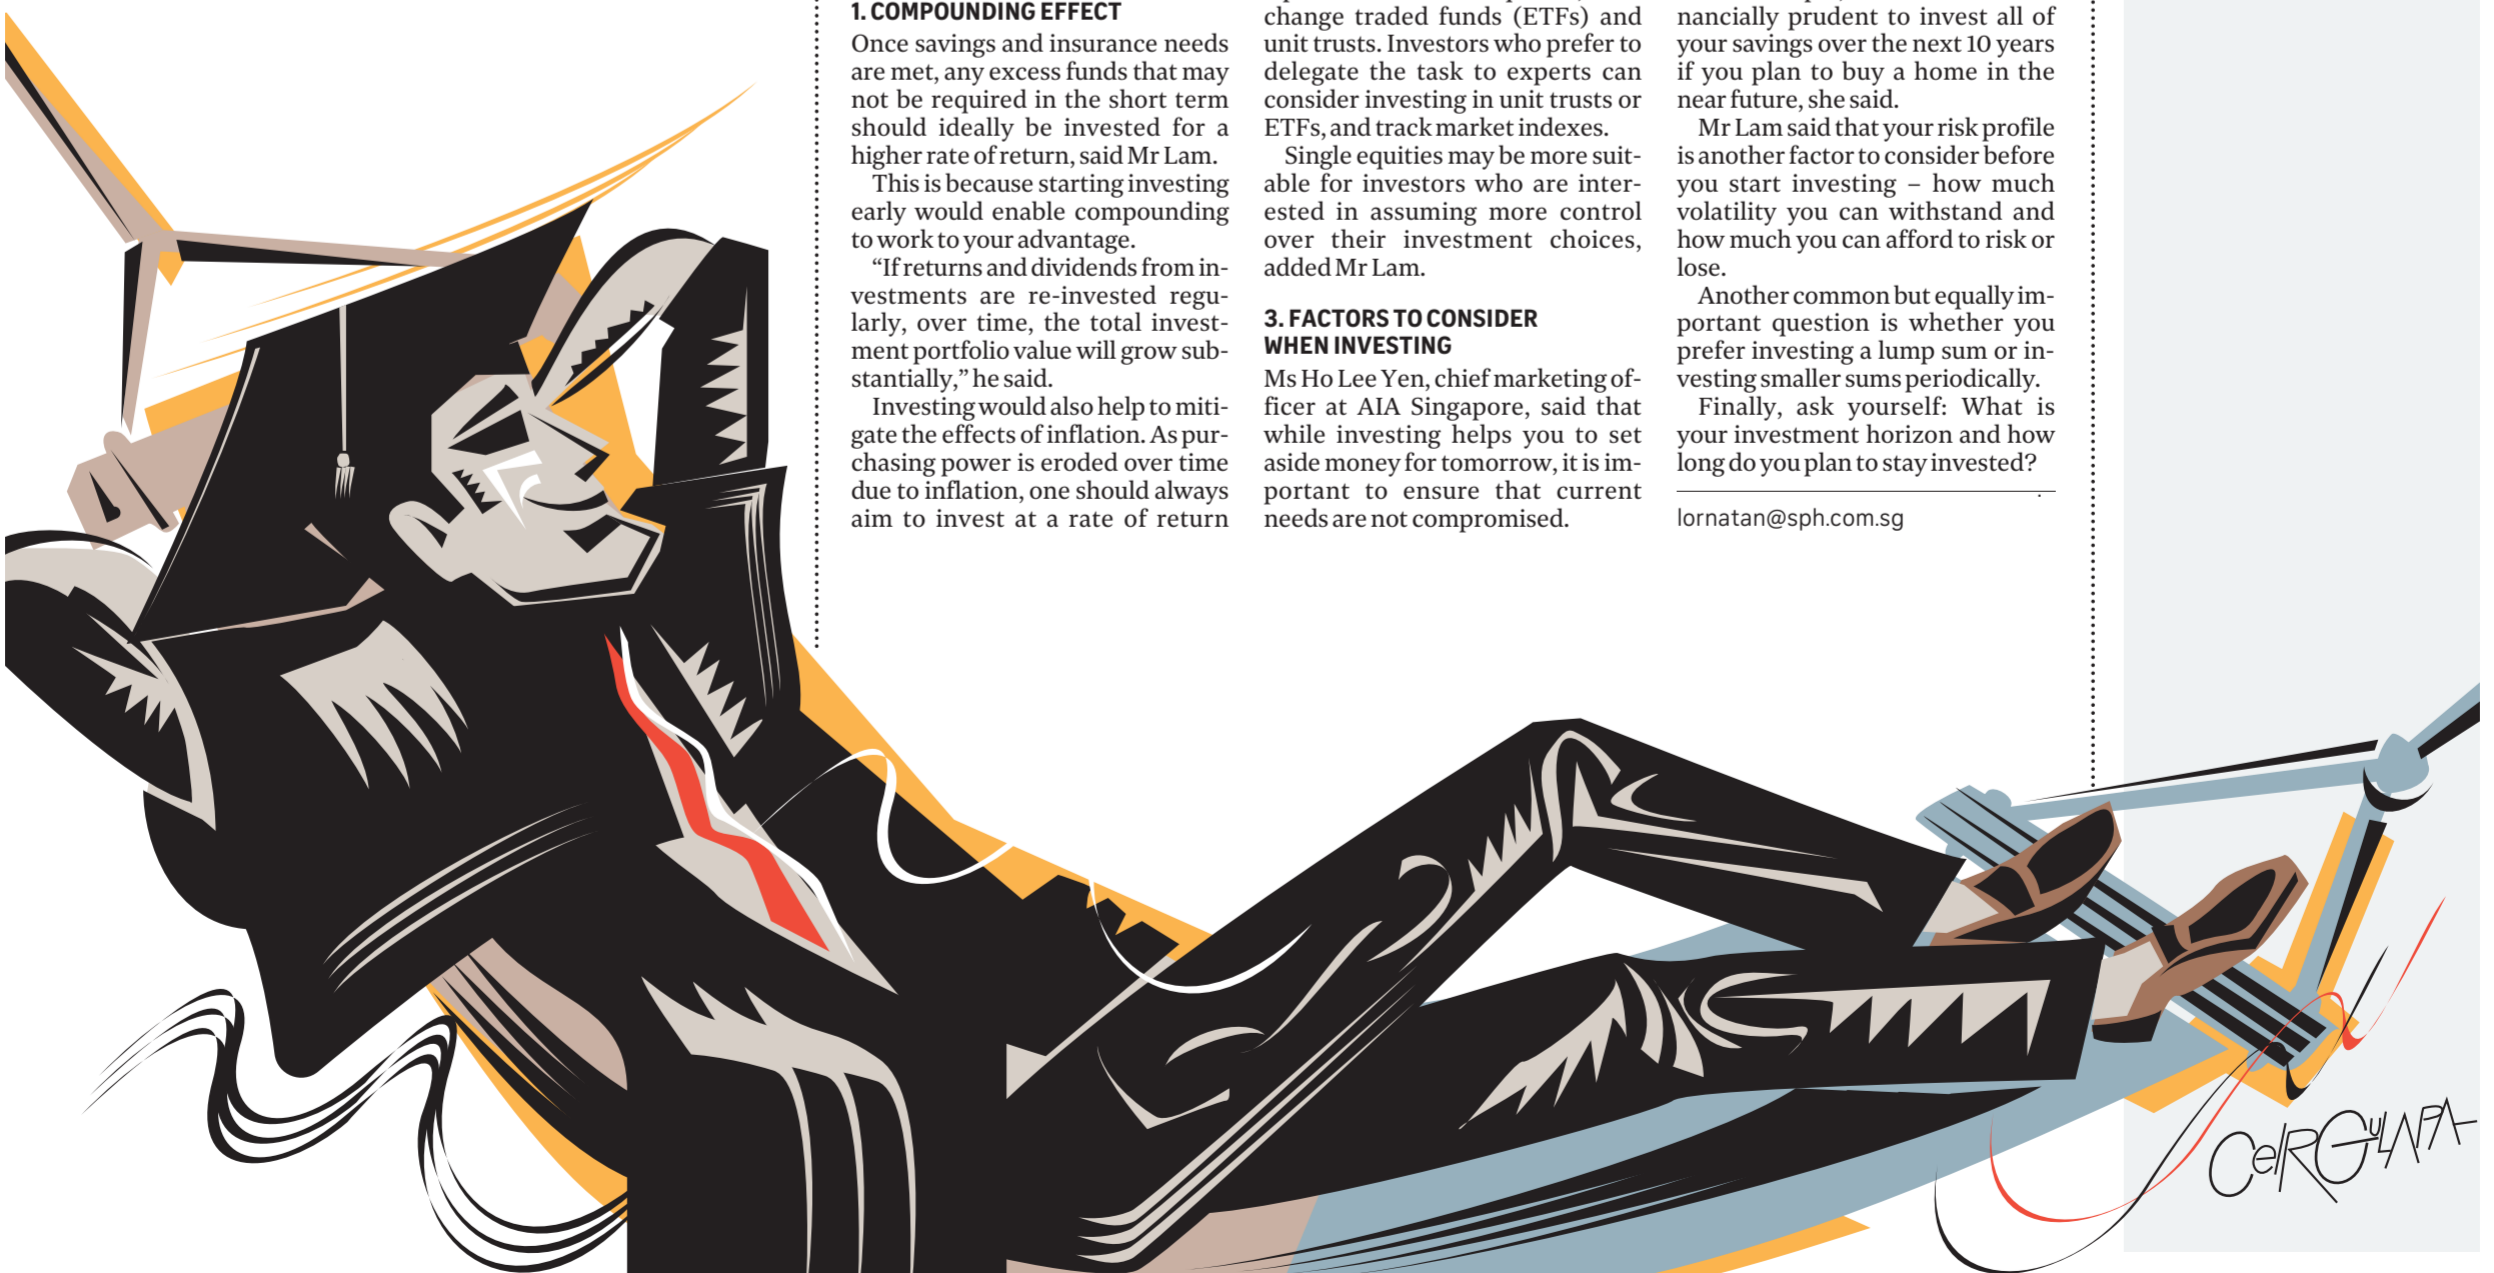 1. COMPOUNDING EFFECT
Once savings and insurance needs
are met, any excess funds that may
not be required in the short term
should ideally be invested for a
higher rate of return, said Mr Lam.
This is because starting investing
early would enable compounding
to work to your advantage.
“If returns and dividends from in-
vestments are re-invested regu-
larly, over time, the total invest-
ment portfolio value will grow sub-
stantially,” he said.
Investing would also help to miti-
gate the effects of inflation. As pur-
chasing power is eroded over time
due to inflation, one should always
aim to invest at a rate of return
change traded funds (ETFs) and
unit trusts. Investors who prefer to
delegate the task to experts can
consider investing in unit trusts or
ETFs, and track market indexes.
Single equities may be more suit-
able for investors who are inter-
ested in assuming more control
over their investment choices,
added Mr Lam.
3. FACTORS TO CONSIDER
WHEN INVESTING
Ms Ho Lee Yen, chief marketing of-
ficer at AIA Singapore, said that
while investing helps you to set
aside money for tomorrow, it is im-
portant to ensure that current
needs are not compromised.
nancially prudent to invest all of
your savings over the next 10 years
if you plan to buy a home in the
near future, she said.
Mr Lam said that your risk profile
is another factor to consider before
you start investing – how much
volatility you can withstand and
how much you can afford to risk or
lose.
Another common but equally im-
portant question is whether you
prefer investing a lump sum or in-
vesting smaller sums periodically.
Finally, ask yourself: What is
your investment horizon and how
long do you plan to stay invested?
lornatan@sph.com.sg
CelRGuLAPA